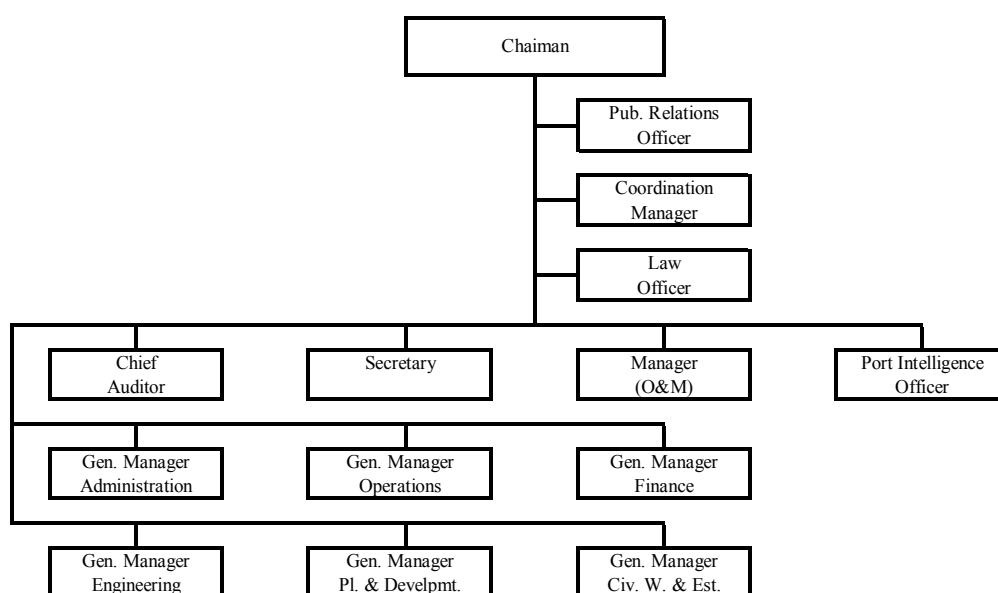 Chaiman
Pub. Relations
Officer
Coordination
Manager
Law
Officer
Chief
Auditor
Secretary
Manager
(O&M)
Port Intelligence
Officer
Gen. Manager
Administration
Gen. Manager
Operations
Gen. Manager
Finance
Gen. Manager
Engineering
Gen. Manager
Pl. & Develpmt.
Gen. Manager
Civ. W. & Est.